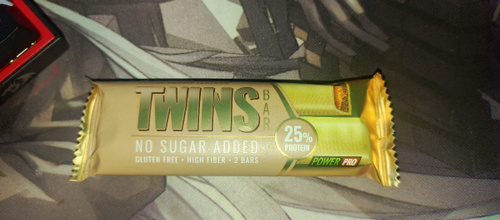 TWINS
BAR
NO SUGAR ADDED
GLUTEN FREE • HIGH FIBER • 2 BARS
25%
PROTEIN
POWER PRO